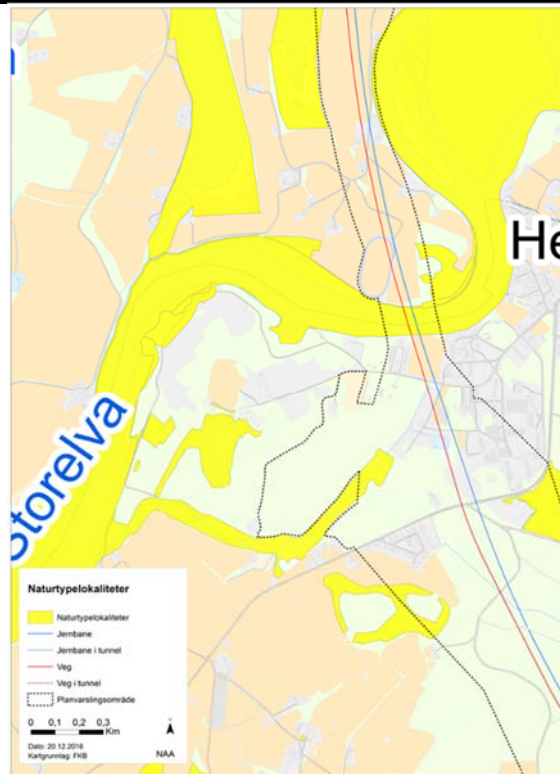 He
Storelva
Naturtypelokaliteter
Naturtypelokaliteter
Jernbane
Jernbane i tunnel
Veg
Veg i tunnel
Planvarslingsområde
0 0,1 0,2 0,3
Km
Dato: 20.12.2016
Kartgrunnlag: FKB
NAA